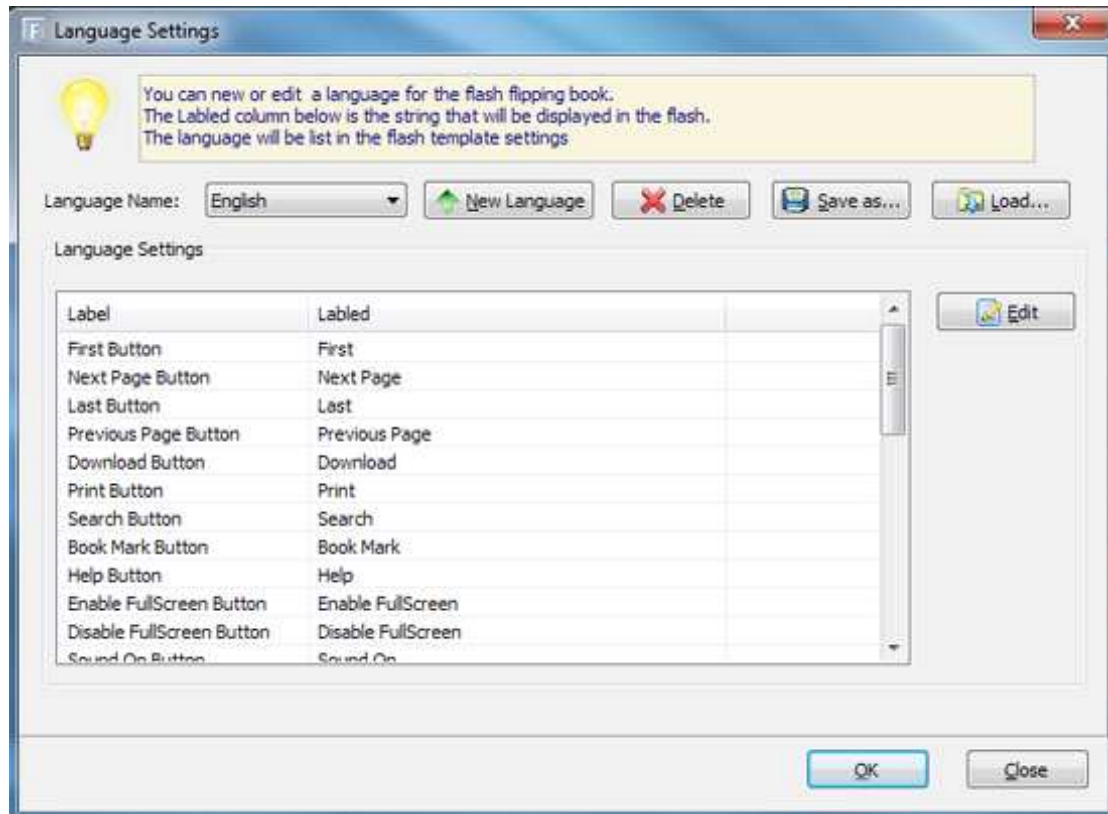 Language Settings
You can new or edit a language for the flash flipping book.
The Labled column below is the string that will be displayed in the flash.
The language will be list in the flash template settings
Language Name: English New Language Delete Save as... Load...
Language Settings
Label Labled
Edit
First Button First
Next Page Button Next Page
Last Button Last
Previous Page Button Previous Page
Download Button Download
Print Button Print
Search Button Search
Book Mark Button Book Mark
Help Button Help
Enable FullScreen Button Enable FullScreen
Disable FullScreen Button Disable FullScreen
Sound On Button Sound On
OK Close